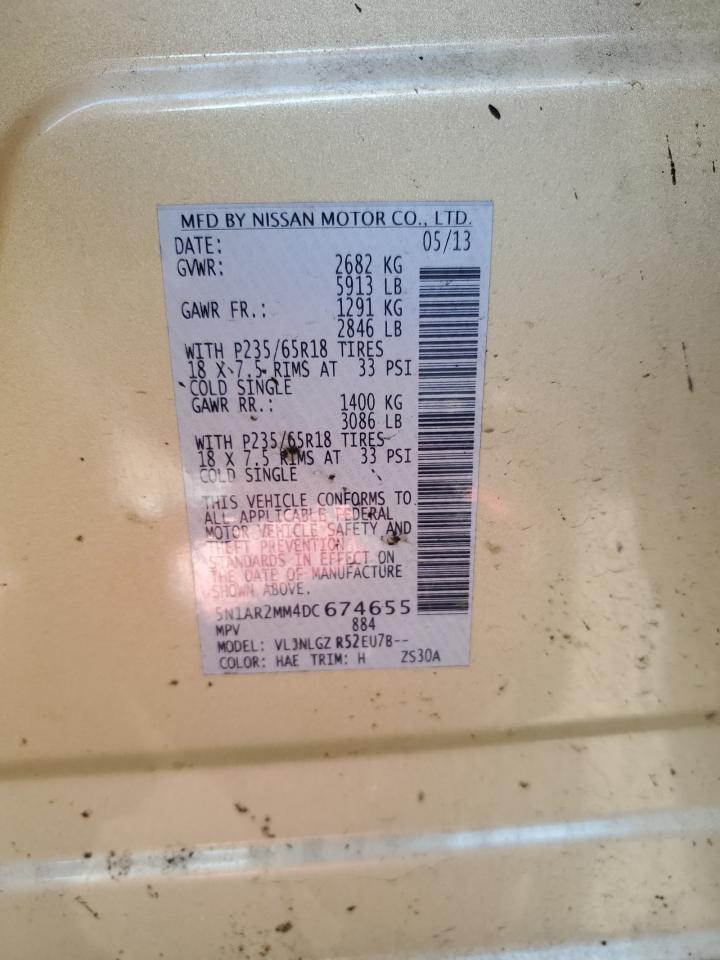 MFD BY NISSAN MOTOR CO., LTD.
DATE: 05/13
GVWR: 2682 KG
5913 LB
GAWR FR.: 1291 KG
2846 LB
WITH P235/65R18 TIRES
18 X 7.5 RIMS AT 33 PSI
COLD SINGLE
GAWR RR.: 1400 KG
3086 LB
WITH P235/65R18 TIRES
18 X 7.5 RIMS AT 33 PSI
COLD SINGLE
THIS VEHICLE CONFORMS TO
ALL APPLICABLE FEDERAL
MOTOR VEHICLE SAFETY AND
THEFT PREVENTION
STANDARDS IN EFFECT ON
THE DATE OF MANUFACTURE
SHOWN ABOVE.
5N1AR2MM4DC674655
MPV 884
MODEL: VL3NLGZ R52EU7B--
COLOR: HAE TRIM: H ZS30A